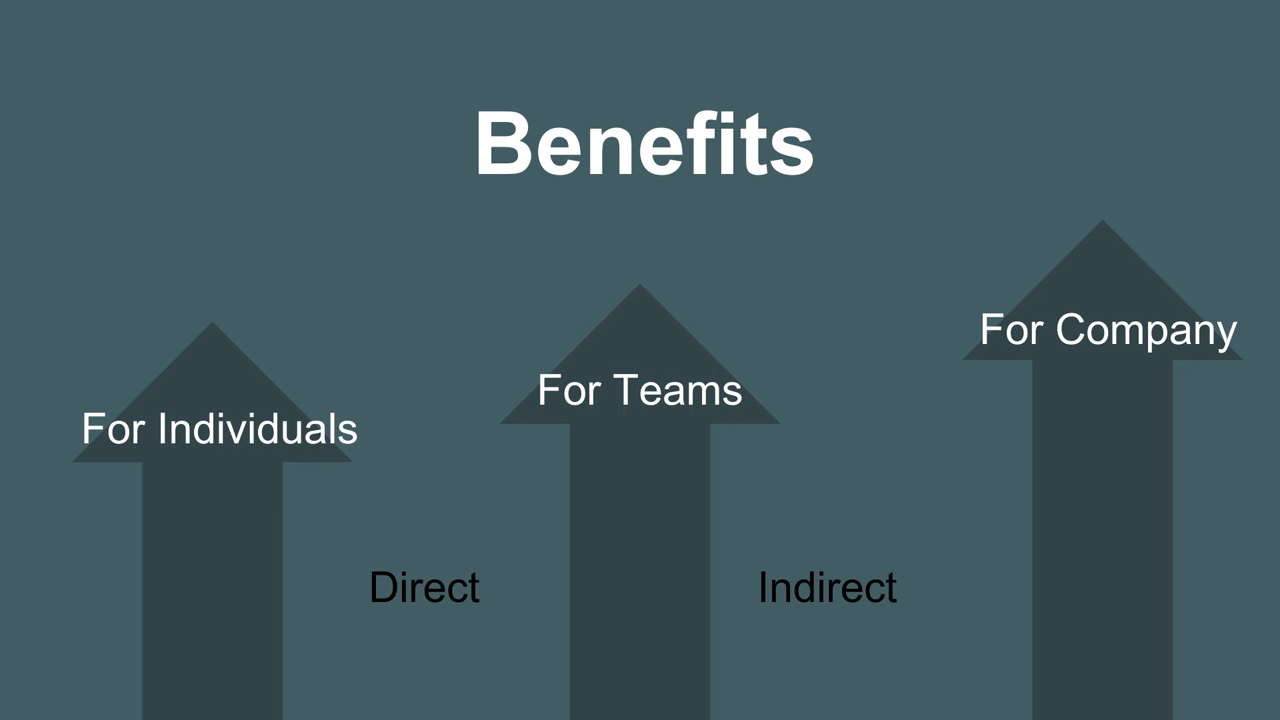 Benefits
For Individuals
For Teams
For Company
Direct
Indirect